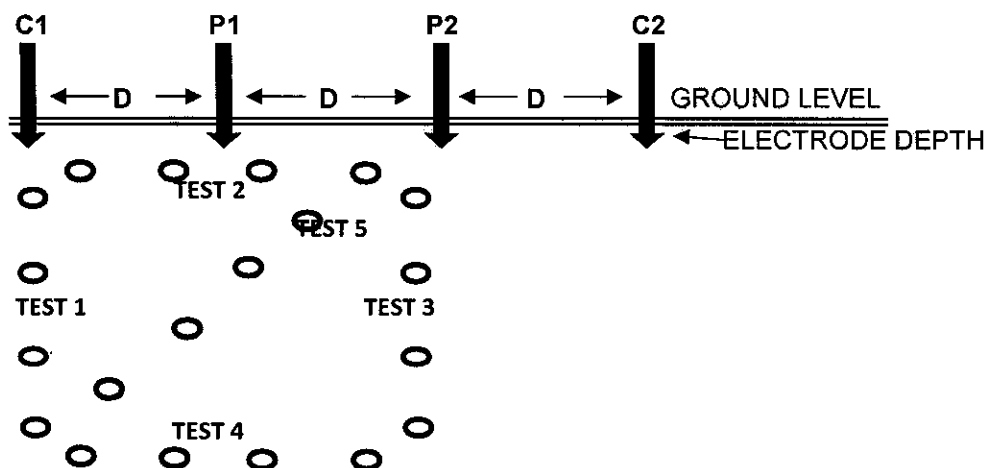 C1 P1 P2 C2
D D D
GROUND LEVEL
ELECTRODE DEPTH
TEST 2
TEST 5
TEST 1 TEST 3
TEST 4